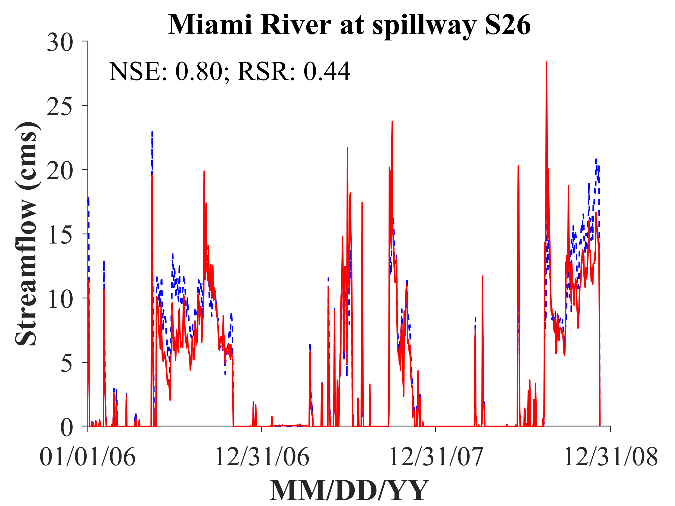 Miami River at spillway S26
NSE: 0.80; RSR: 0.44
Streamflow (cms)
30
25
20
15
10
5
0
01/01/06 12/31/06 12/31/07 12/31/08
MM/DD/YY